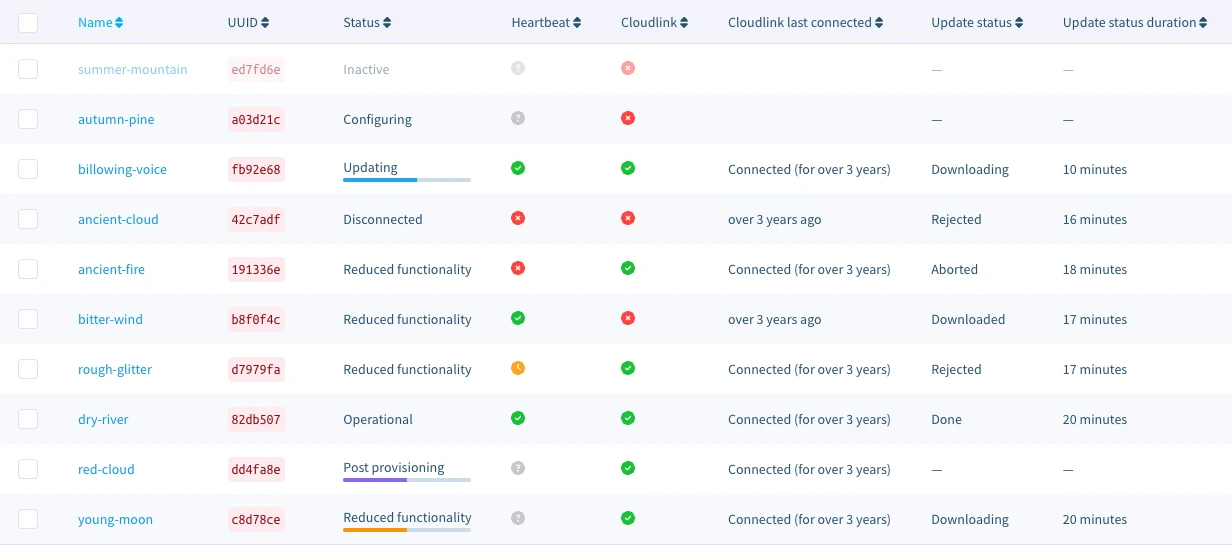 Name UUID Status Heartbeat Cloudlink Cloudlink last connected Update status Update status duration
summer-mountain ed7fd6e Inactive — —
autumn-pine a03d21c Configuring — —
billowing-voice fb92e68 Updating Connected (for over 3 years) Downloading 10 minutes
ancient-cloud 42c7adf Disconnected over 3 years ago Rejected 16 minutes
ancient-fire 191336e Reduced functionality Connected (for over 3 years) Aborted 18 minutes
bitter-wind b8f0f4c Reduced functionality over 3 years ago Downloaded 17 minutes
rough-glitter d7979fa Reduced functionality Connected (for over 3 years) Rejected 17 minutes
dry-river 82db507 Operational Connected (for over 3 years) Done 20 minutes
red-cloud dd4fa8e Post provisioning Connected (for over 3 years) — —
young-moon c8d78ce Reduced functionality Connected (for over 3 years) Downloading 20 minutes